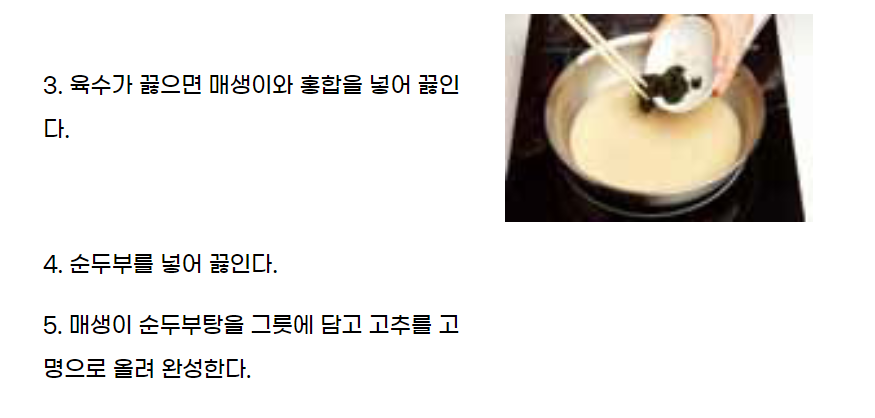 3. 육수가 끓으면 매생이와 홍합을 넣어 끓인
다.
4. 순두부를 넣어 끓인다.
5. 매생이 순두부탕을 그릇에 담고 고추를 고
명으로 올려 완성한다.